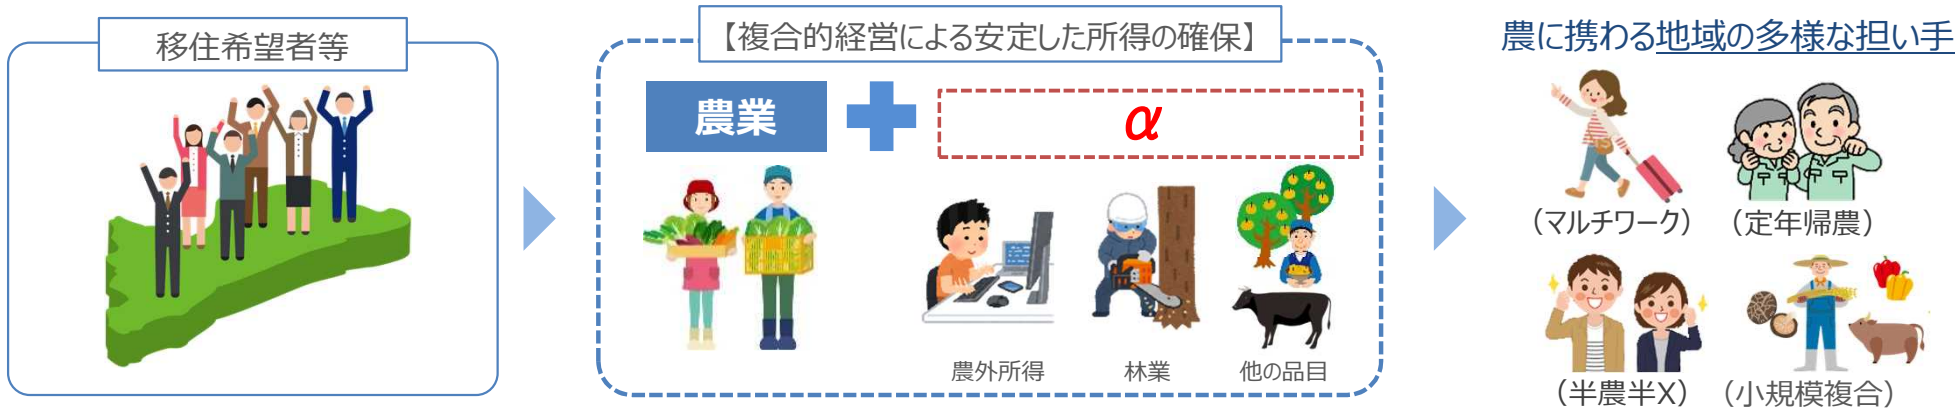 移住希望者等
【複合的経営による安定した所得の確保】
農業
α
農外所得
林業
他の品目
農に携わる地域の多様な担い手
（マルチワーク）
（定年帰農）
（半農半X）
（小規模複合）